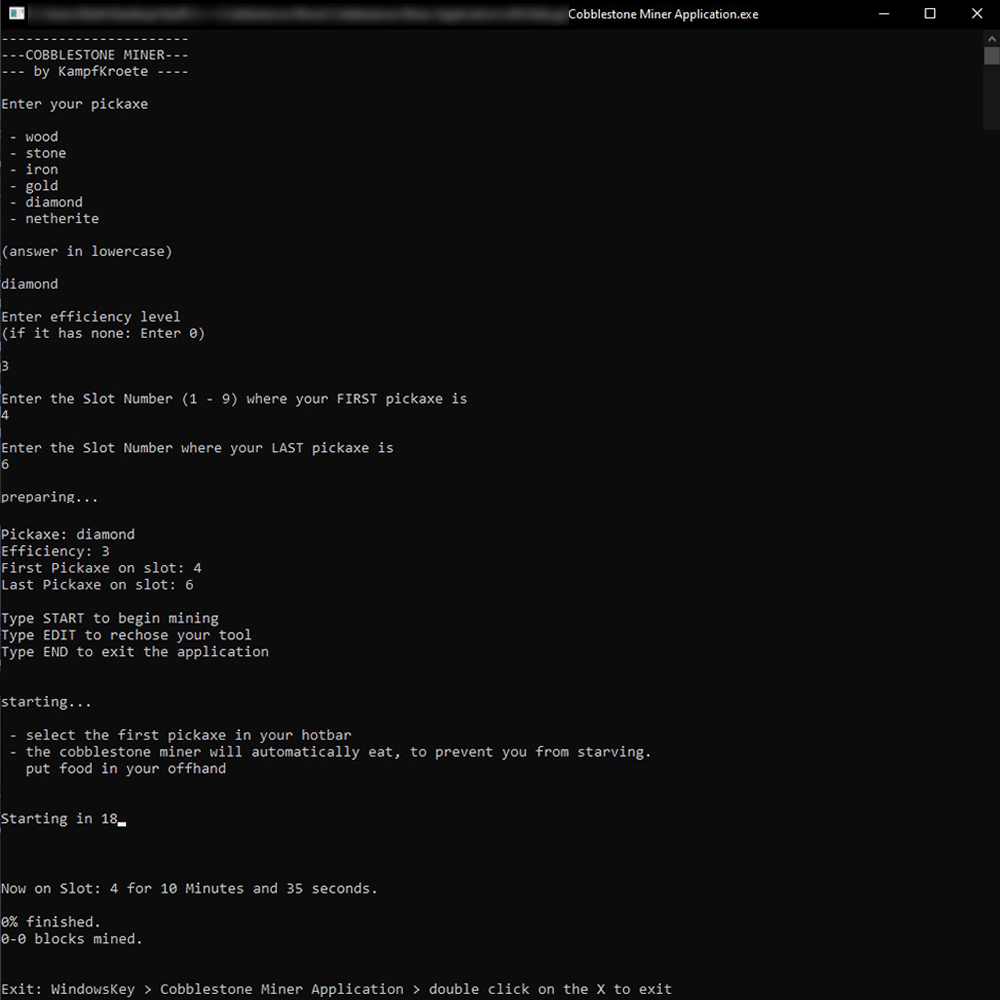 Cobblestone Miner Application.exe
-----------------------
---COBBLESTONE MINER---
--- by KampfKroete ----
Enter your pickaxe
- wood
- stone
- iron
- gold
- diamond
- netherite
(answer in lowercase)
diamond
Enter efficiency level
(if it has none: Enter 0)
3
Enter the Slot Number (1 - 9) where your FIRST pickaxe is
4
Enter the Slot Number where your LAST pickaxe is
6
preparing...
Pickaxe: diamond
Efficiency: 3
First Pickaxe on slot: 4
Last Pickaxe on slot: 6
Type START to begin mining
Type EDIT to rechose your tool
Type END to exit the application
starting...
- select the first pickaxe in your hotbar
- the cobblestone miner will automatically eat, to prevent you from starving.
put food in your offhand
Starting in 18
Now on Slot: 4 for 10 Minutes and 35 seconds.
0% finished.
0-0 blocks mined.
Exit: WindowsKey > Cobblestone Miner Application > double click on the X to exit